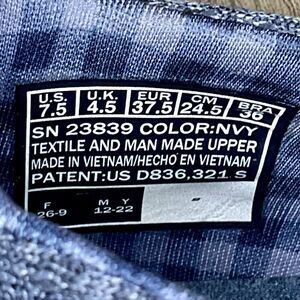 U.S. U.K. EUR CM BRA
7.5 4.5 37.5 24.5 36
SN 23839 COLOR:NVY
TEXTILE AND MAN MADE UPPER
MADE IN VIETNAM/HECHO EN VIETNAM
PATENT:US D836,321 S
F M Y -
26-9 12-22